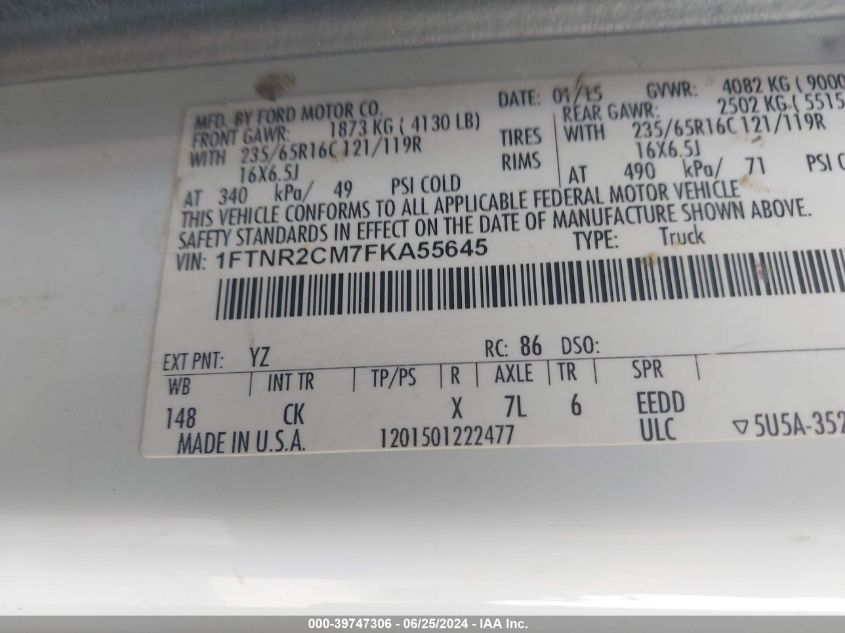 MFD. BY FORD MOTOR CO. DATE: 01/15 GVWR: 4082 KG ( 9000
FRONT GAWR: 1873 KG ( 4130 LB) REAR GAWR: 2502 KG ( 5515
WITH 235/65R16C 121/119R TIRES WITH 235/65R16C 121/119R
16X6.5J RIMS 16X6.5J
AT 340 kPa/ 49 PSI COLD AT 490 kPa/ 71 PSI C
THIS VEHICLE CONFORMS TO ALL APPLICABLE FEDERAL MOTOR VEHICLE
SAFETY STANDARDS IN EFFECT ON THE DATE OF MANUFACTURE SHOWN ABOVE.
VIN: 1FTNR2CM7FKA55645 TYPE: Truck
EXT PNT: YZ RC: 86 DSO:
WB INT TR TP/PS R AXLE TR SPR
148 CK X 7L 6 EEDD
MADE IN U.S.A. 1201501222477 ULC ▽ 5U5A-352
000-39747306 - 06/25/2024 - IAA Inc.